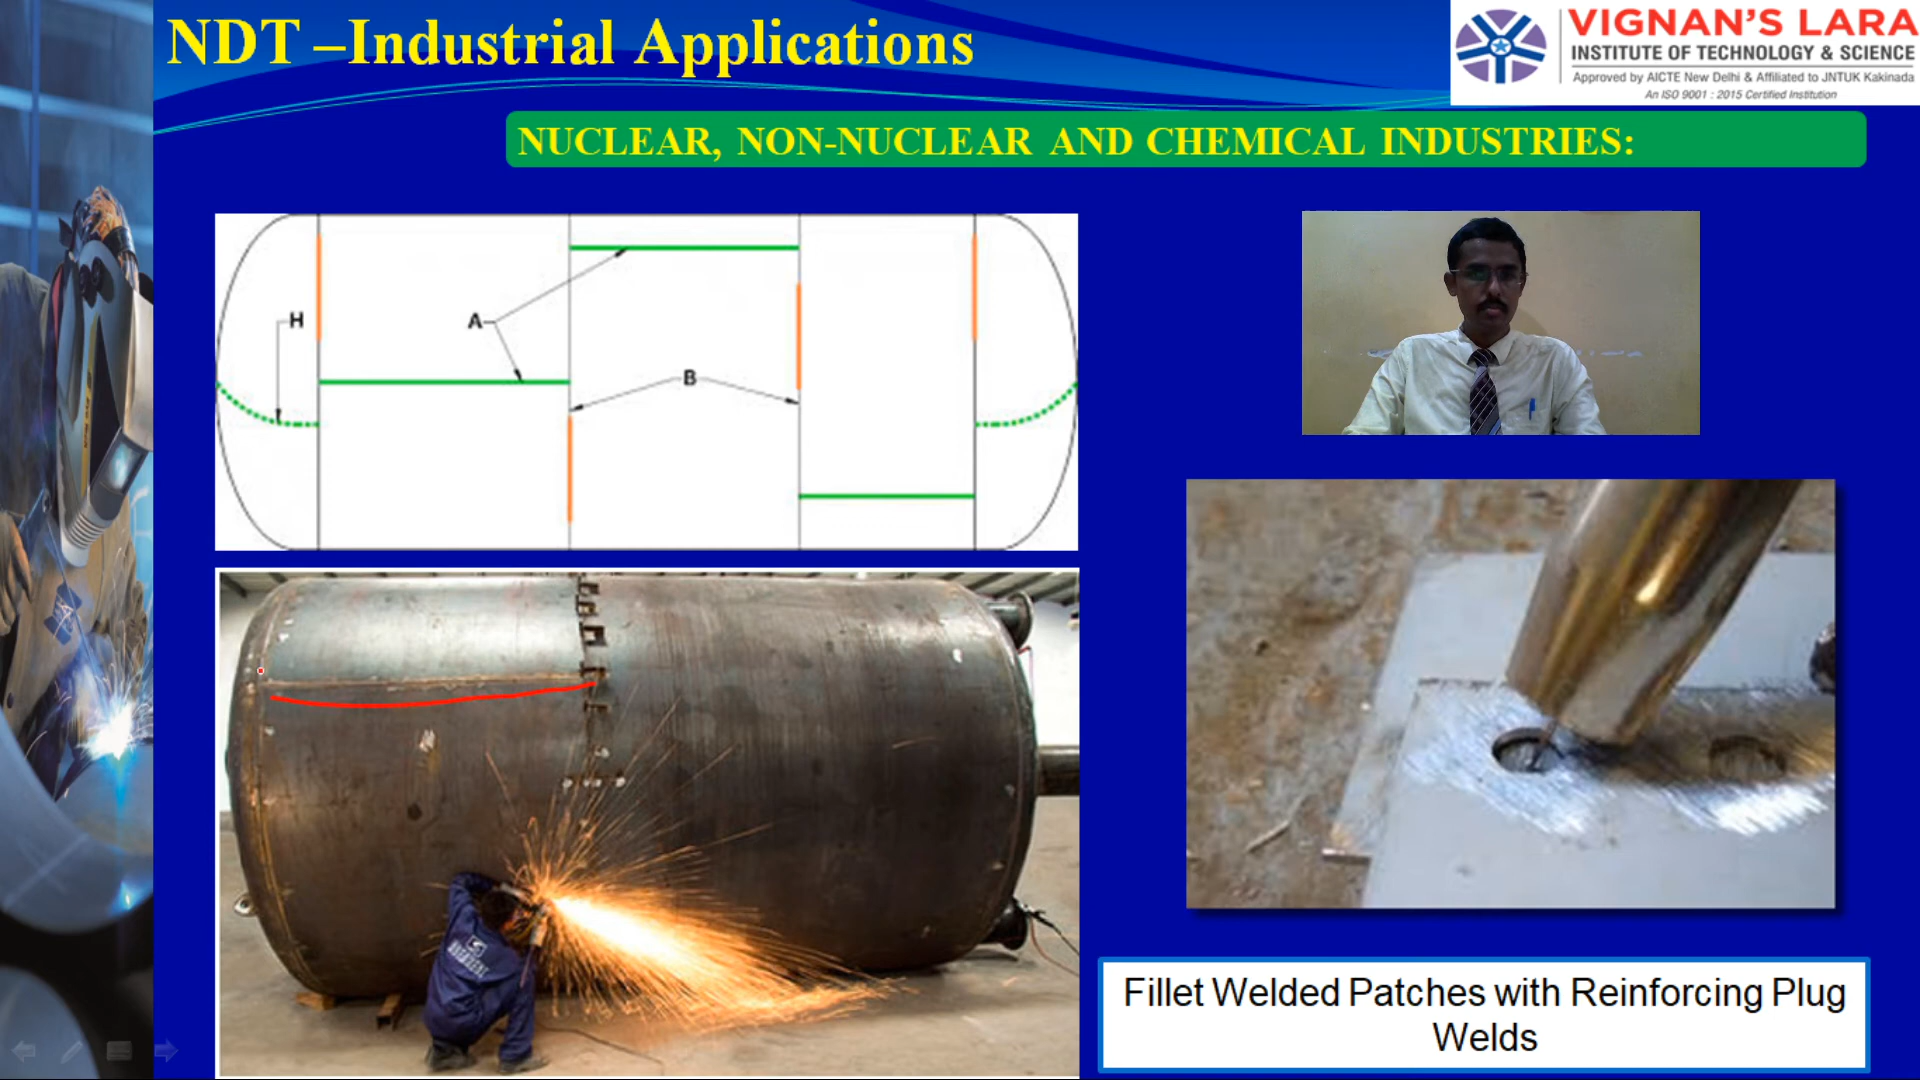 NDT –Industrial Applications
VIGNAN'S LARA
INSTITUTE OF TECHNOLOGY & SCIENCE
Approved by AICTE New Delhi & Affiliated to JNTUK Kakinada
An ISO 9001 : 2015 Certified Institution
NUCLEAR, NON-NUCLEAR AND CHEMICAL INDUSTRIES:
H
A
B
Fillet Welded Patches with Reinforcing Plug
Welds